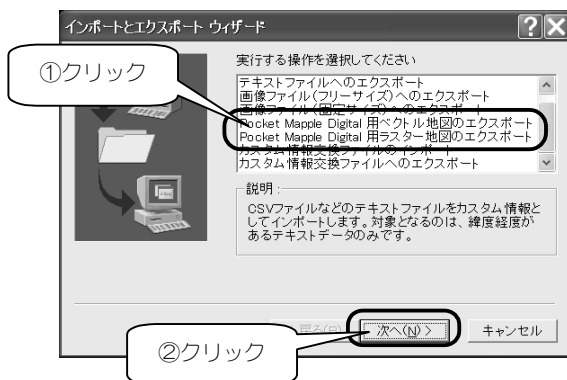 インポートとエクスポート ウィザード
①クリック
実行する操作を選択してください
テキストファイルへのエクスポート
画像ファイル(フリーサイズ)へのエクスポート
画像ファイル(固定サイズ)へのエクスポート
Pocket Mapple Digital 用ベクトル地図のエクスポート
Pocket Mapple Digital 用ラスター地図のエクスポート
カスタム情報交換ファイルのインポート
カスタム情報交換ファイルへのエクスポート
説明:
CSVファイルなどのテキストファイルをカスタム情報と
してインポートします。対象となるのは、緯度経度が
あるテキストデータのみです。
次へ(N) >
キャンセル
②クリック